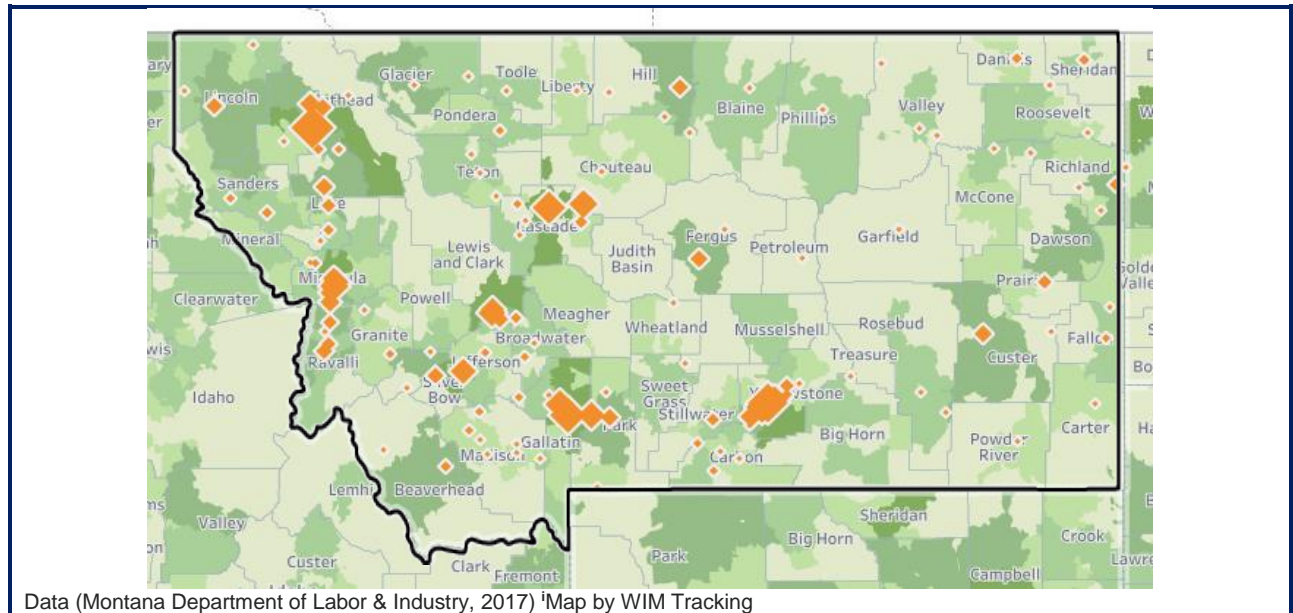 Glacier
Toole
Hill
Daniels
Sheridan
Lincoln
Liberty
Blaine
Valley
Pondera
Phillips
Roosevelt
Chouteau
Richland
Sanders
Teton
McCone
Lake
Cascade
Mineral
Lewis
and Clark
Judith
Basin
Fergus
Petroleum
Garfield
Dawson
Golden
Valley
Clearwater
Powell
Meagher
Prairie
Granite
Broadwater
Wheatland
Musselshell
Rosebud
Custer
Ravalli
Jefferson
Treasure
Idaho
Silver
Bow
Sweet
Grass
Stillwater
Park
Gallatin
Big Horn
Carter
Powder
River
Madison
Carbon
Lemhi
Beaverhead
Valley
Sheridan
Custer
Park
Big Horn
Crook
Clark
Fremont
Campbell
Data (Montana Department of Labor & Industry, 2017) ⁱMap by WIM Tracking